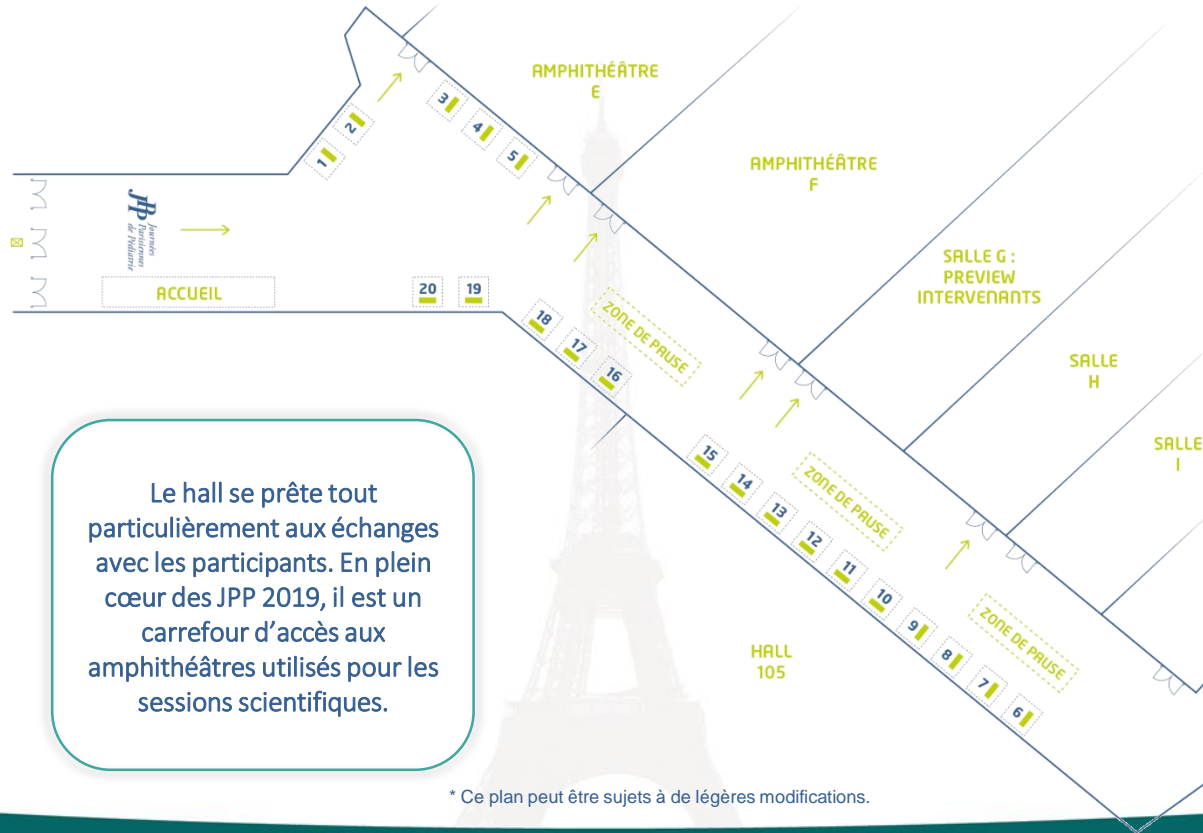 AMPHITHÉÂTRE
E
AMPHITHÉÂTRE
F
SALLE G :
PREVIEW
INTERVENANTS
SALLE
H
SALLE
I
1
2
3
4
5
JPP Journées
Parisiennes
de Pédiatrie
ACCUEIL
20
19
18
17
16
ZONE DE PAUSE
15
14
13
12
11
10
9
8
7
6
ZONE DE PAUSE
ZONE DE PAUSE
HALL
105
Le hall se prête tout
particulièrement aux échanges
avec les participants. En plein
cœur des JPP 2019, il est un
carrefour d’accès aux
amphithéâtres utilisés pour les
sessions scientifiques.
* Ce plan peut être sujets à de légères modifications.